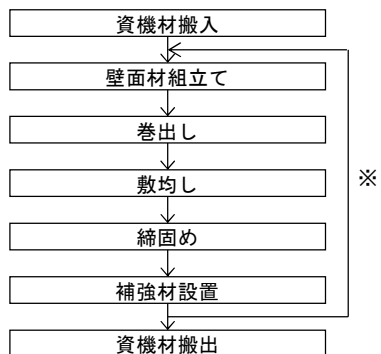 資機材搬入
壁面材組立て
巻出し
敷均し
※
締固め
補強材設置
資機材搬出